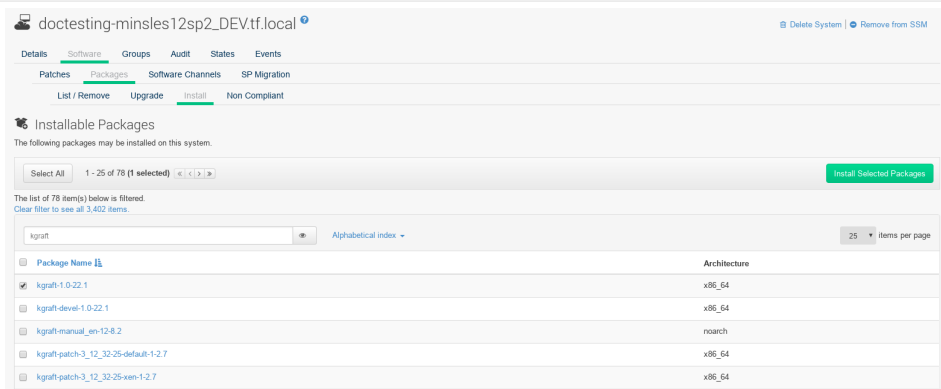 doctesting-minsles12sp2_DEV.tf.local ?
Delete System | Remove from SSM
Details Software Groups Audit States Events
Patches Packages Software Channels SP Migration
List / Remove Upgrade Install Non Compliant
Installable Packages
The following packages may be installed on this system.
Select All 1 - 25 of 78 (1 selected) Install Selected Packages
The list of 78 item(s) below is filtered.
Clear filter to see all 3,402 items.
kgraft Alphabetical index 25 items per page
Package Name Architecture
kgraft-1.0-22.1 x86_64
kgraft-devel-1.0-22.1 x86_64
kgraft-manual_en-12-8.2 noarch
kgraft-patch-3_12_32-25-default-1-2.7 x86_64
kgraft-patch-3_12_32-25-xen-1-2.7 x86_64